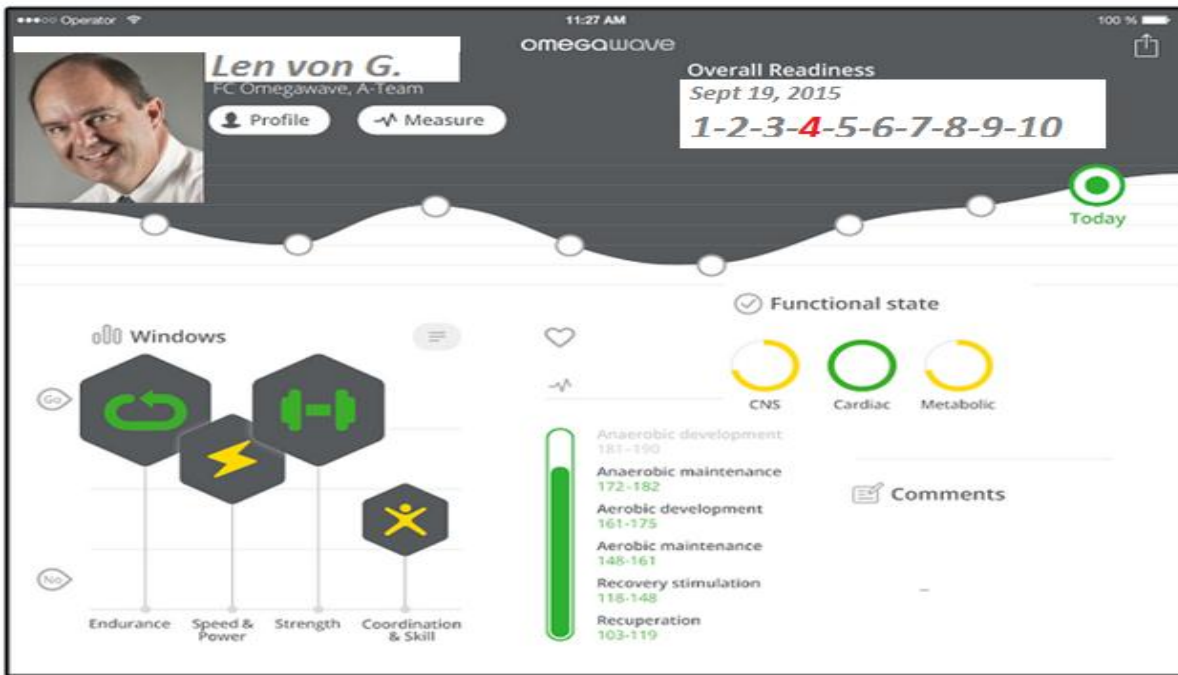 Operator
11:27 AM
100 %
omegawave
Len von G.
FC Omegawave, A-Team
Profile
Measure
Overall Readiness
Sept 19, 2015
1-2-3-4-5-6-7-8-9-10
Today
Windows
Go
No
Endurance
Speed &
Power
Strength
Coordination
& Skill
Functional state
CNS
Cardiac
Metabolic
Anaerobic development
181-190
Anaerobic maintenance
172-182
Aerobic development
161-175
Aerobic maintenance
148-161
Recovery stimulation
118-148
Recuperation
103-119
Comments
-